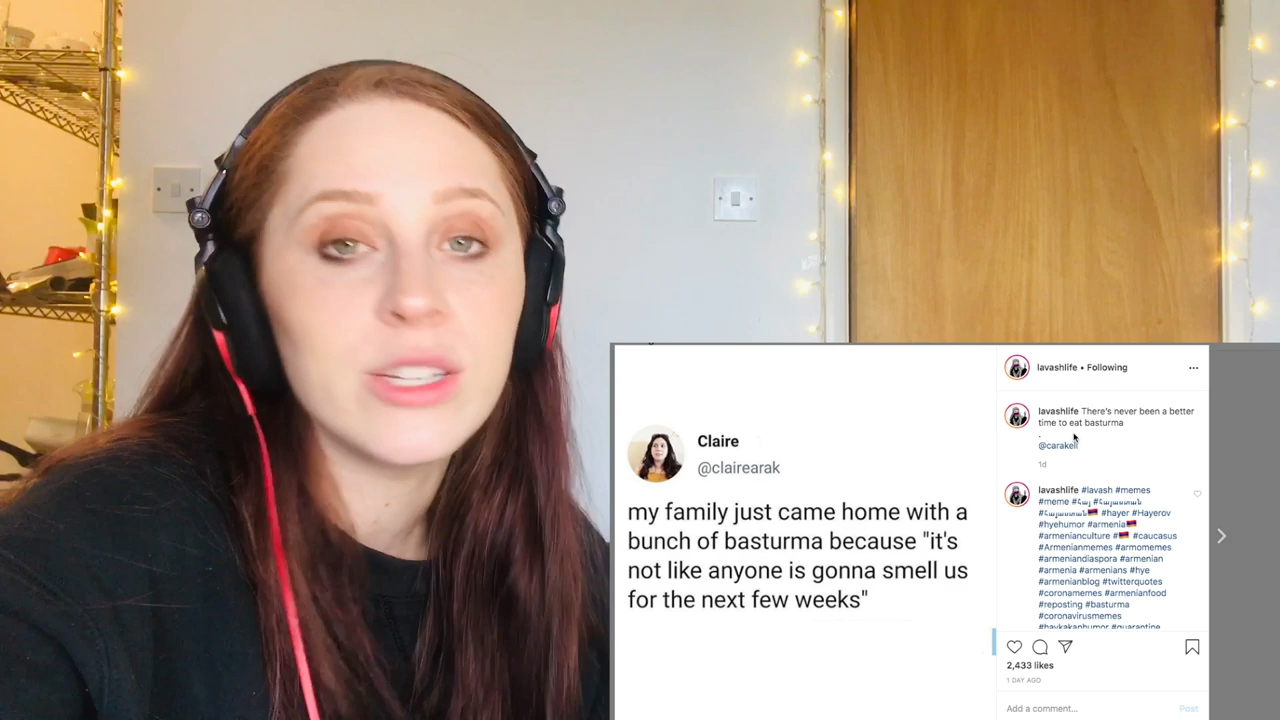 Claire
@clairearak
my family just came home with a
bunch of basturma because "it's
not like anyone is gonna smell us
for the next few weeks"
lavashlife • Following
lavashlife There's never been a better
time to eat basturma
.
@carakell
1d
lavashlife #lavash #memes
#meme
#hayer #Hayerov
#hyehumor #armenia🇦🇲
#armenianculture #🇦🇲 #caucasus
#Armenianmemes #armomemes
#armeniandiaspora #armenian
#armenia #armenians #hye
#armenianblog #twitterquotes
#coronamemes #armenianfood
#reposting #basturma
#coronavirusmemes
#haykakanhumor #quarantine
2,433 likes
1 DAY AGO
Add a comment... Post